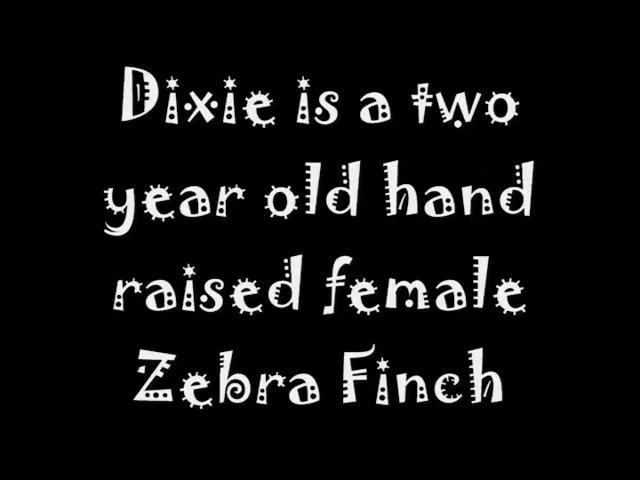 Dixie is a two
year old hand
raised female
Zebra Finch